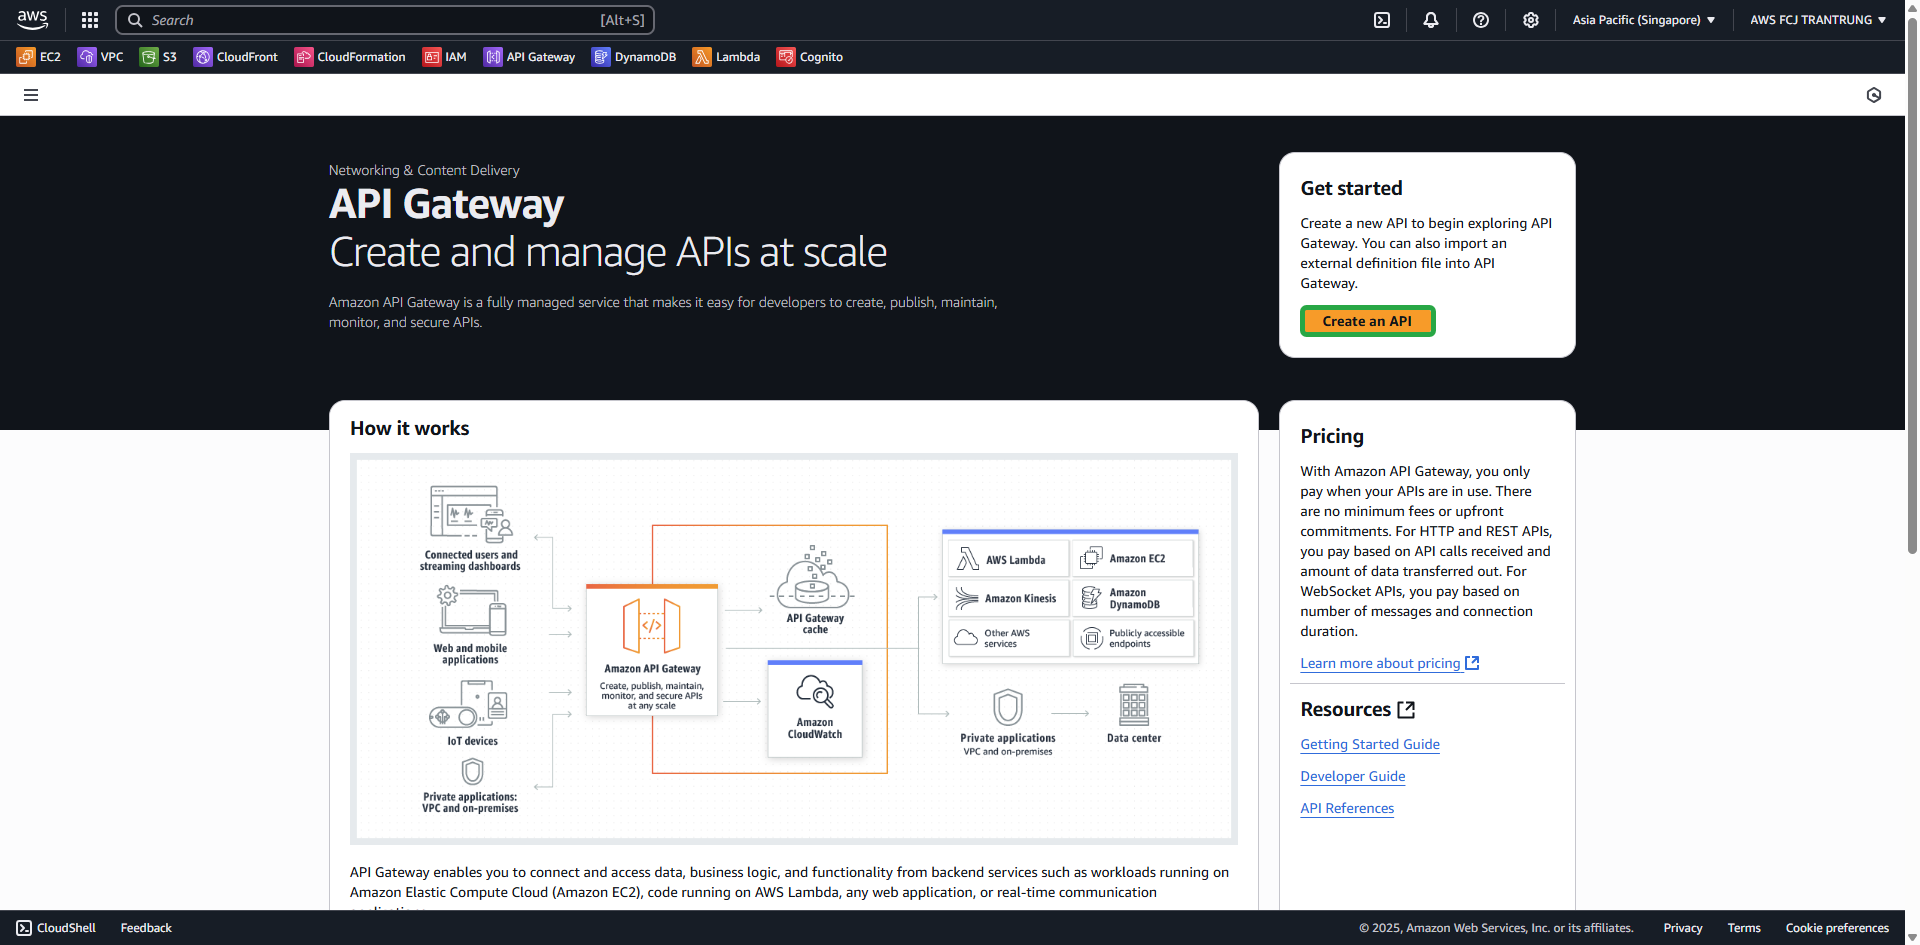 aws
Search [Alt+S]
Asia Pacific (Singapore)
AWS FCJ TRANTRUNG
EC2
VPC
S3
CloudFront
CloudFormation
IAM
API Gateway
DynamoDB
Lambda
Cognito
Networking & Content Delivery
API Gateway
Create and manage APIs at scale
Amazon API Gateway is a fully managed service that makes it easy for developers to create, publish, maintain,
monitor, and secure APIs.
Get started
Create a new API to begin exploring API
Gateway. You can also import an
external definition file into API
Gateway.
Create an API
How it works
Connected users and
streaming dashboards
Web and mobile
applications
IoT devices
Private applications:
VPC and on-premises
</>
Amazon API Gateway
Create, publish, maintain,
monitor, and secure APIs
at any scale
API Gateway
cache
Amazon
CloudWatch
AWS Lambda
Amazon EC2
Amazon Kinesis
Amazon
DynamoDB
Other AWS
services
Publicly accessible
endpoints
Private applications
VPC and on-premises
Data center
API Gateway enables you to connect and access data, business logic, and functionality from backend services such as workloads running on
Amazon Elastic Compute Cloud (Amazon EC2), code running on AWS Lambda, any web application, or real-time communication
Pricing
With Amazon API Gateway, you only
pay when your APIs are in use. There
are no minimum fees or upfront
commitments. For HTTP and REST APIs,
you pay based on API calls received and
amount of data transferred out. For
WebSocket APIs, you pay based on
number of messages and connection
duration.
Learn more about pricing
Resources
Getting Started Guide
Developer Guide
API References
CloudShell
Feedback
© 2025, Amazon Web Services, Inc. or its affiliates.
Privacy
Terms
Cookie preferences